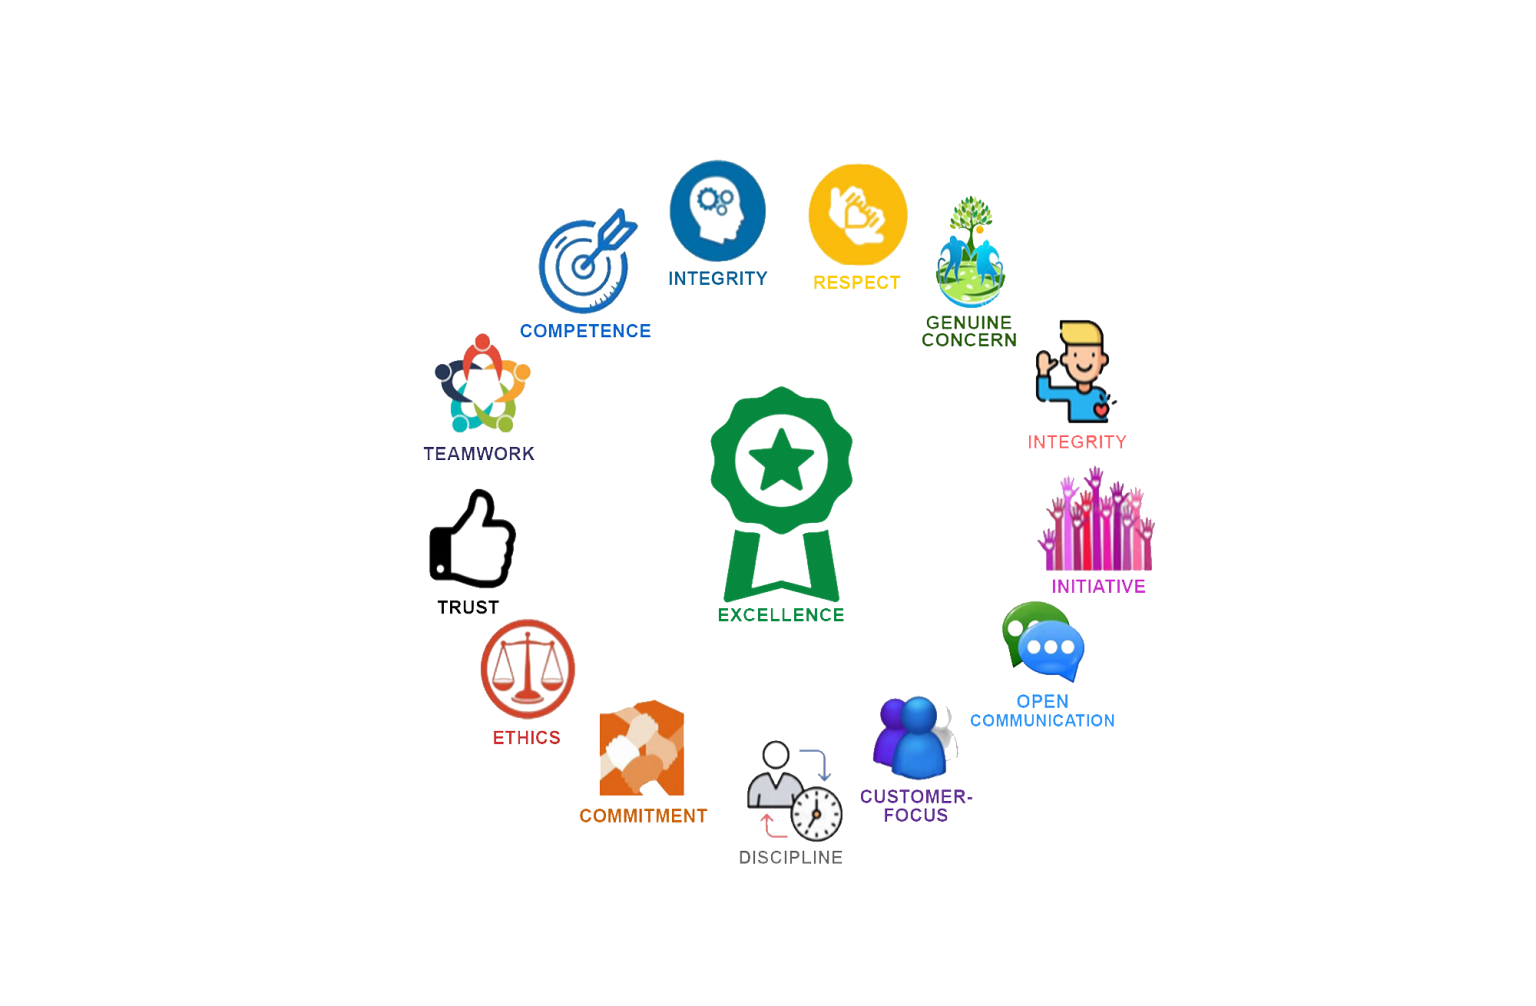 INTEGRITY
RESPECT
GENUINE
CONCERN
COMPETENCE
INTEGRITY
TEAMWORK
INITIATIVE
TRUST
EXCELLENCE
OPEN
COMMUNICATION
ETHICS
CUSTOMER-
FOCUS
COMMITMENT
DISCIPLINE